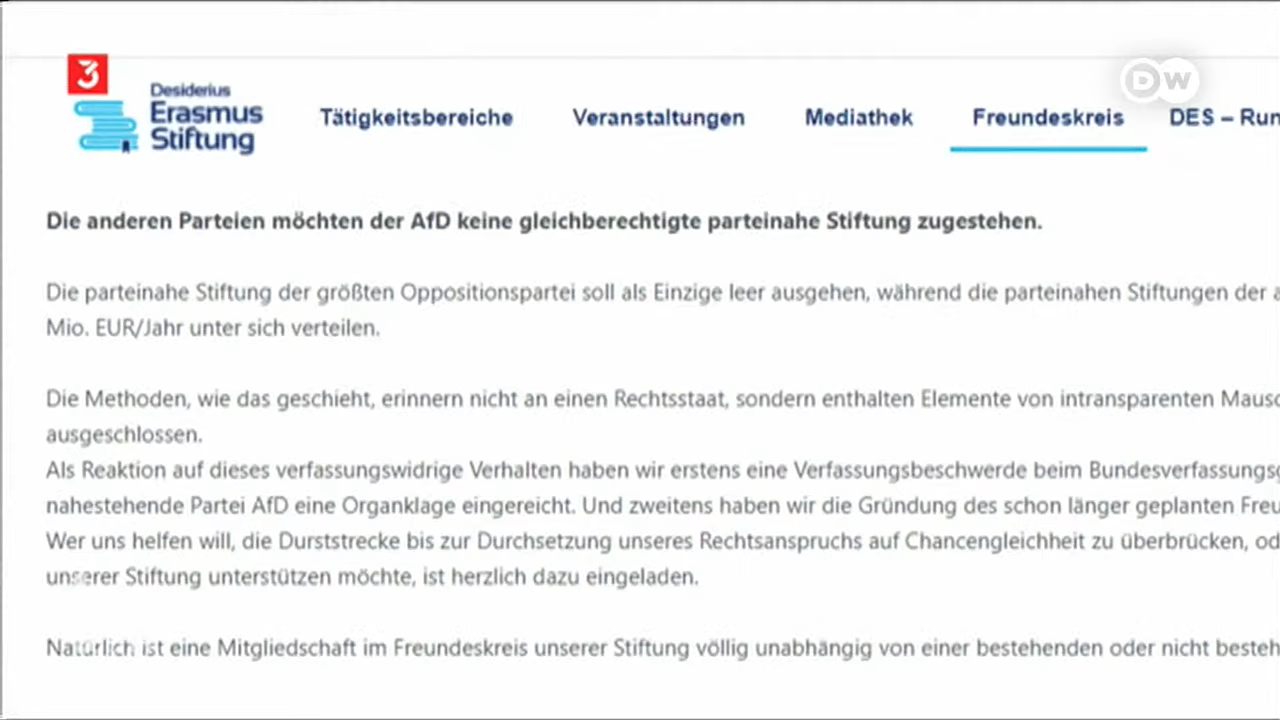 3
DW
Desiderius
Erasmus
Stiftung
Tätigkeitsbereiche Veranstaltungen Mediathek Freundeskreis DES – Run
Die anderen Parteien möchten der AfD keine gleichberechtigte parteinahe Stiftung zugestehen.
Die parteinahe Stiftung der größten Oppositionspartei soll als Einzige leer ausgehen, während die parteinahen Stiftungen der a
Mio. EUR/Jahr unter sich verteilen.
Die Methoden, wie das geschieht, erinnern nicht an einen Rechtsstaat, sondern enthalten Elemente von intransparenten Mausc
ausgeschlossen.
Als Reaktion auf dieses verfassungswidrige Verhalten haben wir erstens eine Verfassungsbeschwerde beim Bundesverfassungsg
nahestehende Partei AfD eine Organklage eingereicht. Und zweitens haben wir die Gründung des schon länger geplanten Freu
Wer uns helfen will, die Durststrecke bis zur Durchsetzung unseres Rechtsanspruchs auf Chancengleichheit zu überbrücken, od
unserer Stiftung unterstützen möchte, ist herzlich dazu eingeladen.
Natürlich ist eine Mitgliedschaft im Freundeskreis unserer Stiftung völlig unabhängig von einer bestehenden oder nicht besteh